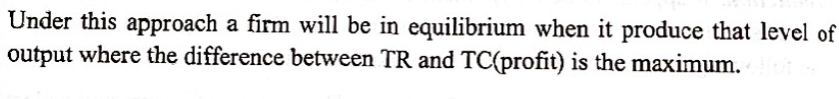 Under this approach a firm will be in equilibrium when it produce that level of
output where the difference between TR and TC(profit) is the maximum.